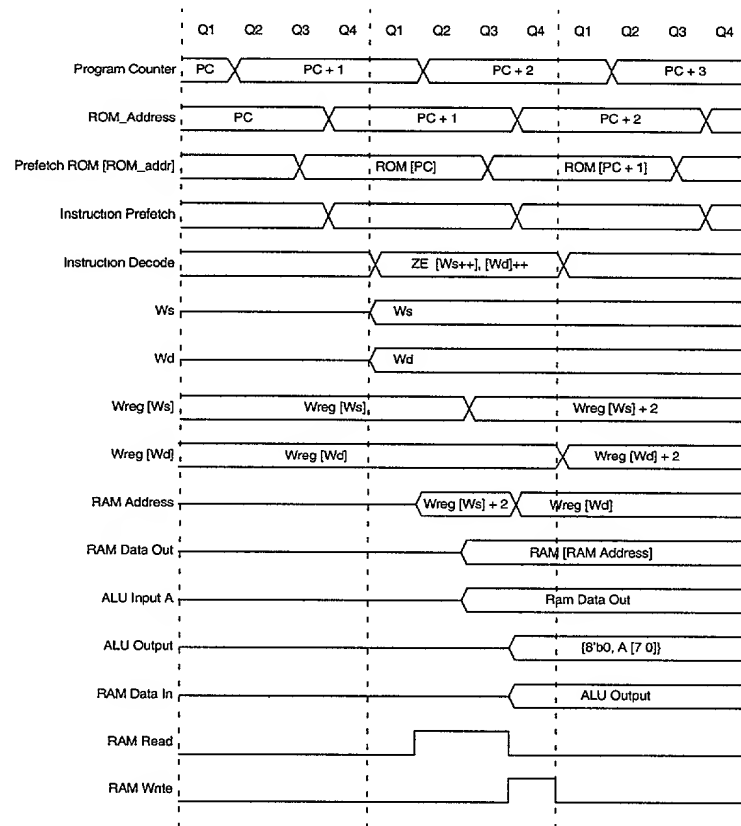 Q1 Q2 Q3 Q4 Q1 Q2 Q3 Q4 Q1 Q2 Q3 Q4
Program Counter PC PC + 1 PC + 2 PC + 3
ROM_Address PC PC + 1 PC + 2
Prefetch ROM [ROM_addr] ROM [PC] ROM [PC + 1]
Instruction Prefetch
Instruction Decode ZE [Ws++], [Wd]++
Ws Ws
Wd Wd
Wreg [Ws] Wreg [Ws] Wreg [Ws] + 2
Wreg [Wd] Wreg [Wd] Wreg [Wd] + 2
RAM Address Wreg [Ws] + 2 Wreg [Wd]
RAM Data Out RAM [RAM Address]
ALU Input A Ram Data Out
ALU Output {8'b0, A [7 0]}
RAM Data In ALU Output
RAM Read
RAM Write